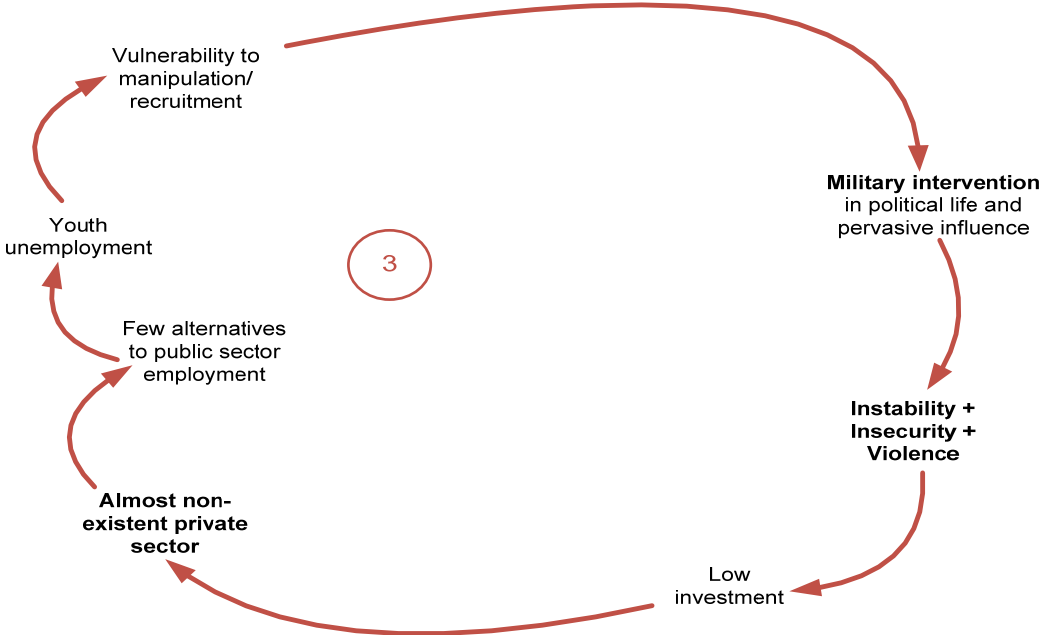 Vulnerability to
manipulation/
recruitment
Military intervention
in political life and
pervasive influence
Youth
unemployment
3
Few alternatives
to public sector
employment
Instability +
Insecurity +
Violence
Almost non-
existent private
sector
Low
investment